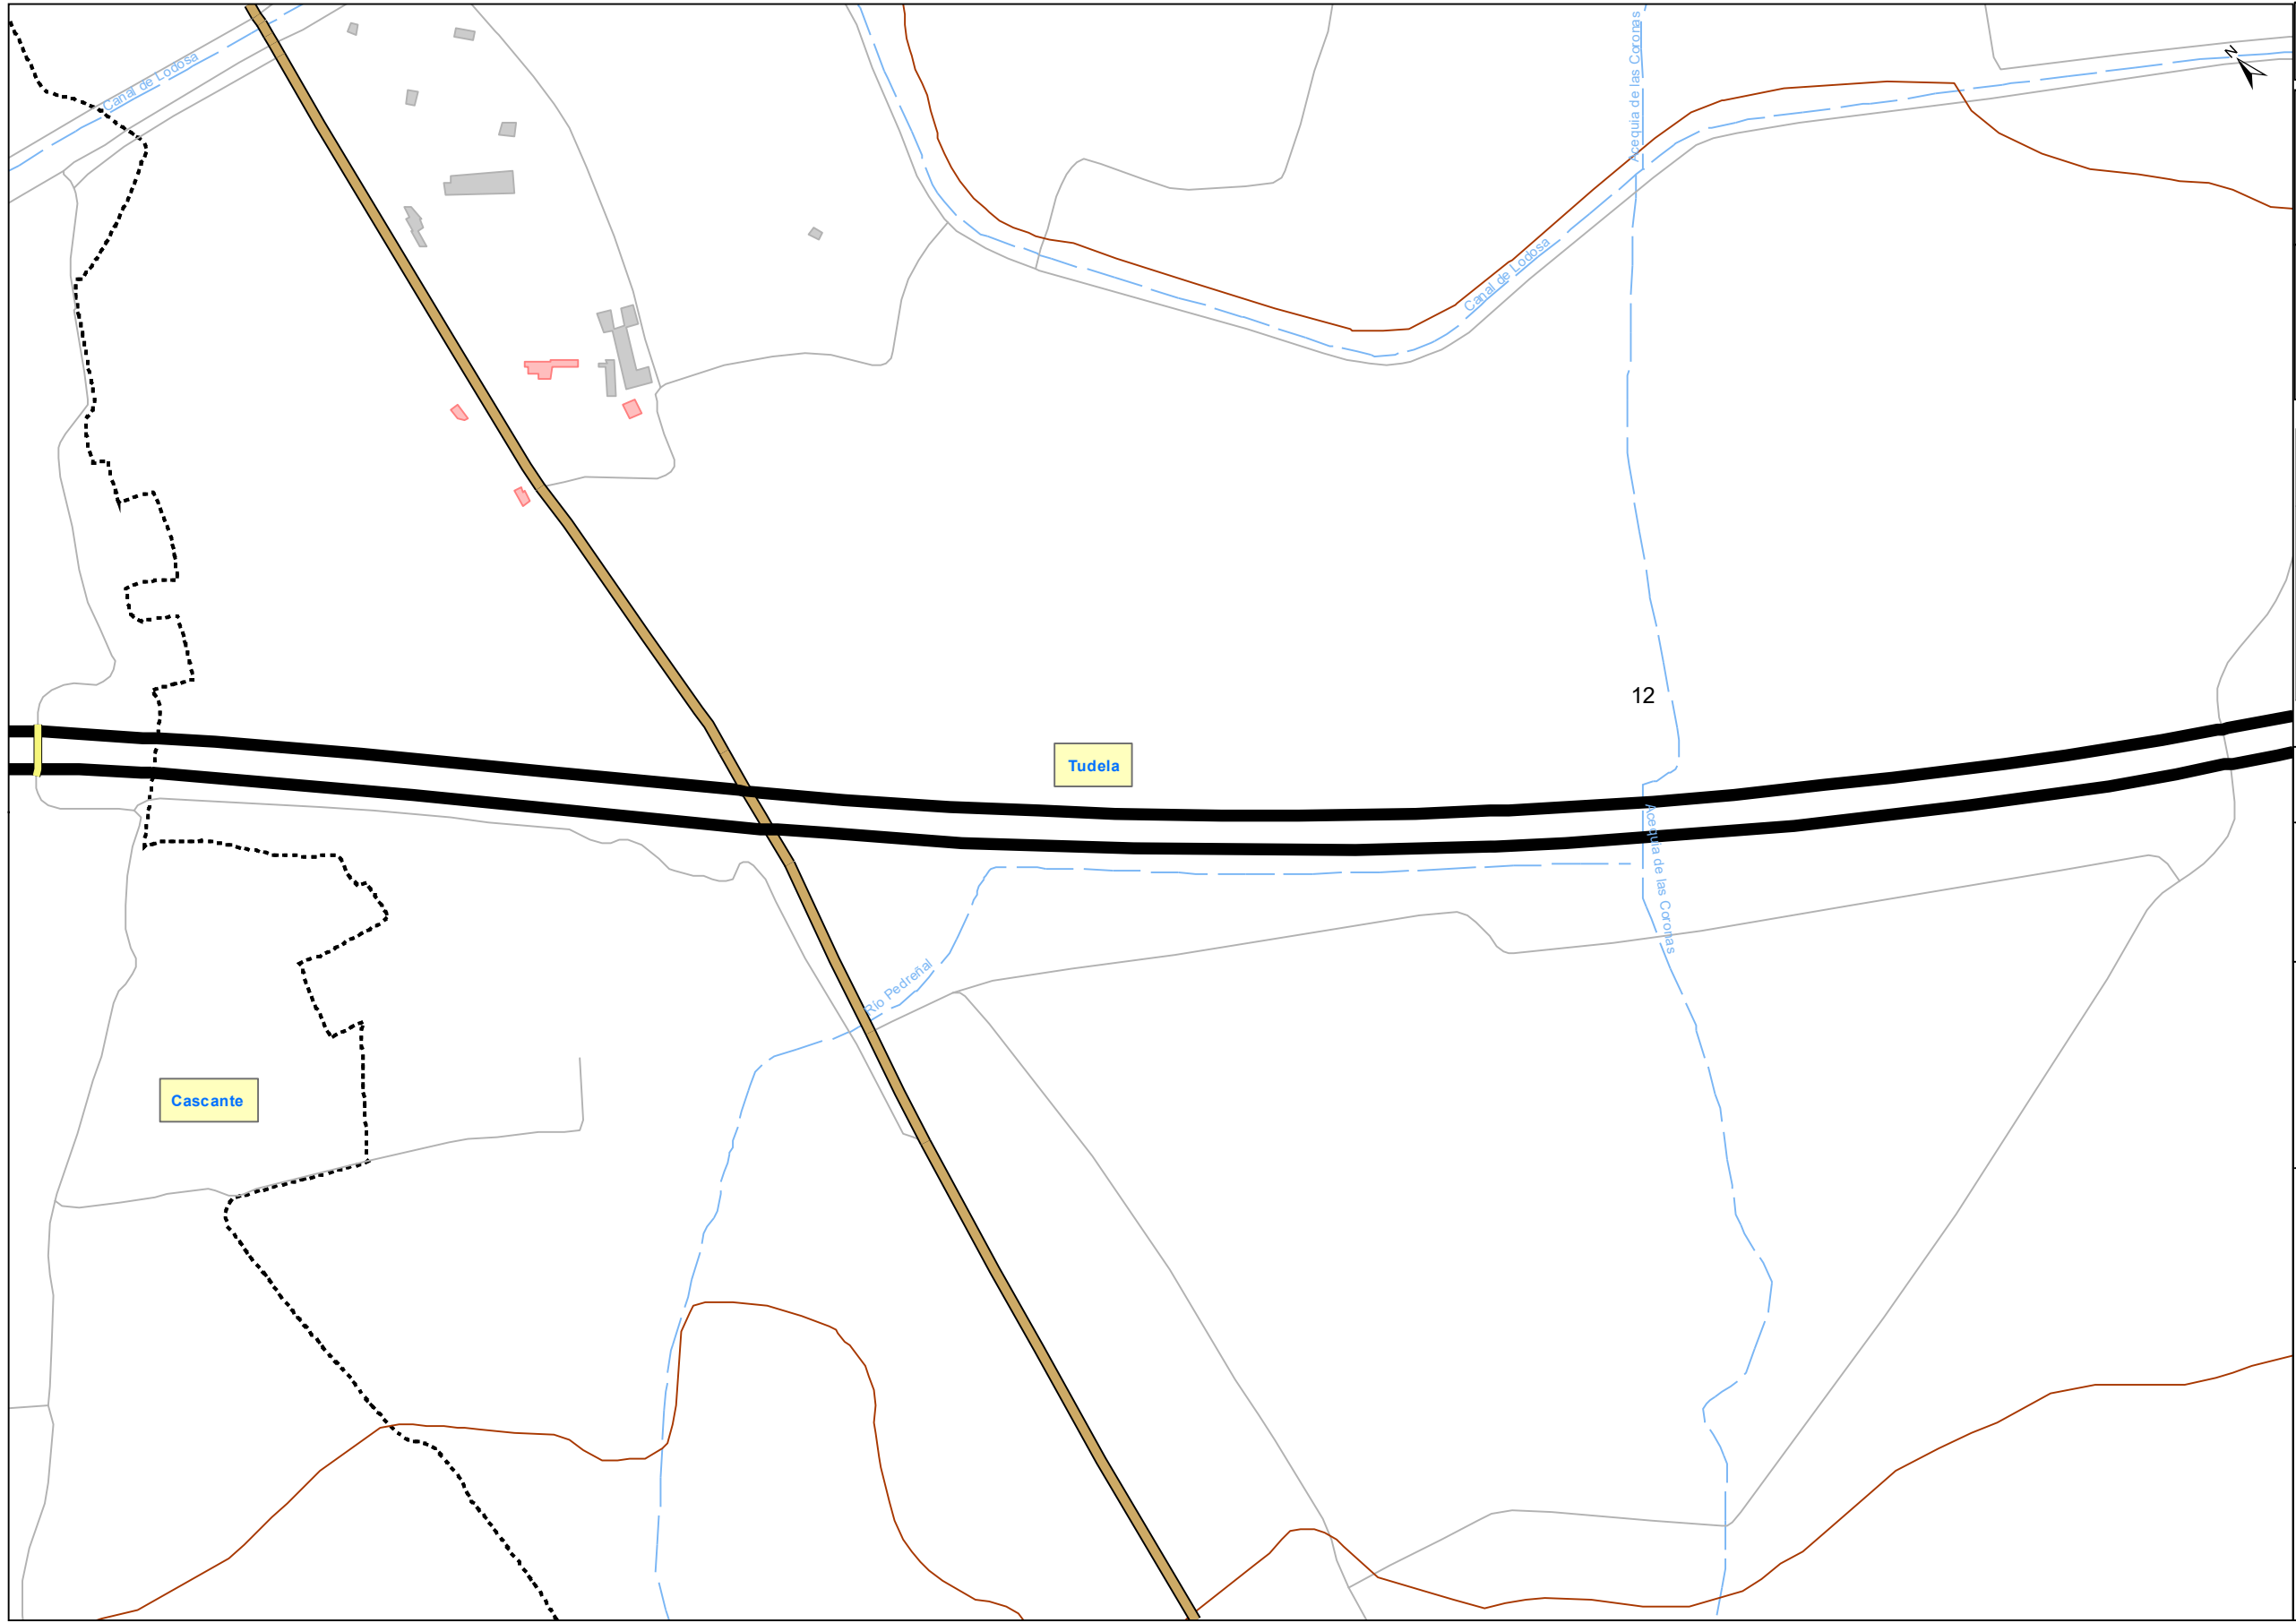 Acequia de las Coronas
N
Canal de Lodosa
Canal de Lodosa
12
Tudela
Acequia de las Coronas
Río Pedreñal
Cascante